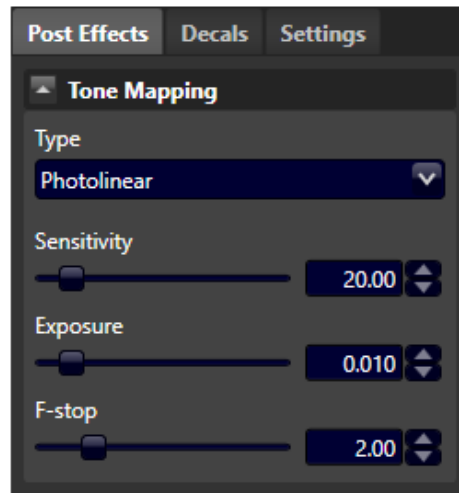 Post Effects Decals Settings
Tone Mapping
Type
Photolinear
Sensitivity
20.00
Exposure
0.010
F-stop
2.00